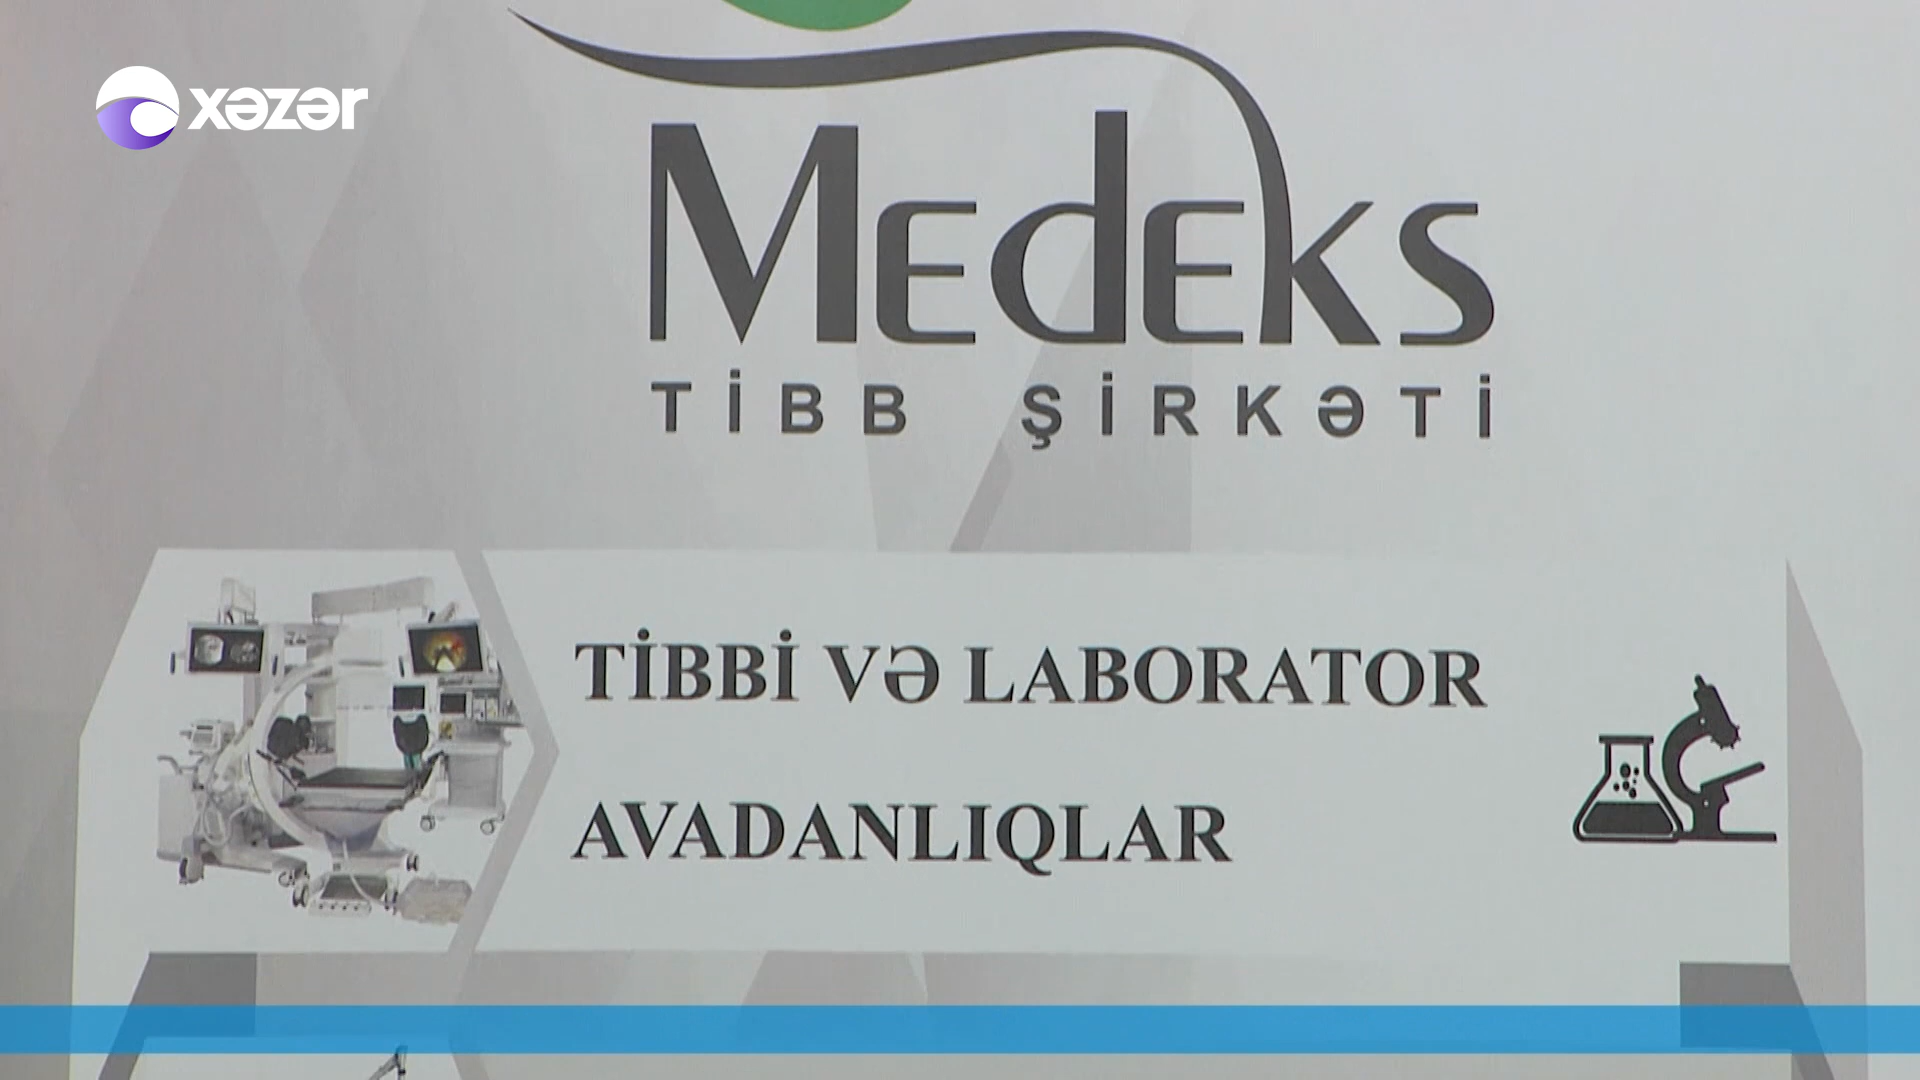 xəzər
MEDEKS
TİBB ŞİRKƏTİ
TİBBİ VƏ LABORATOR
AVADANLIQLAR